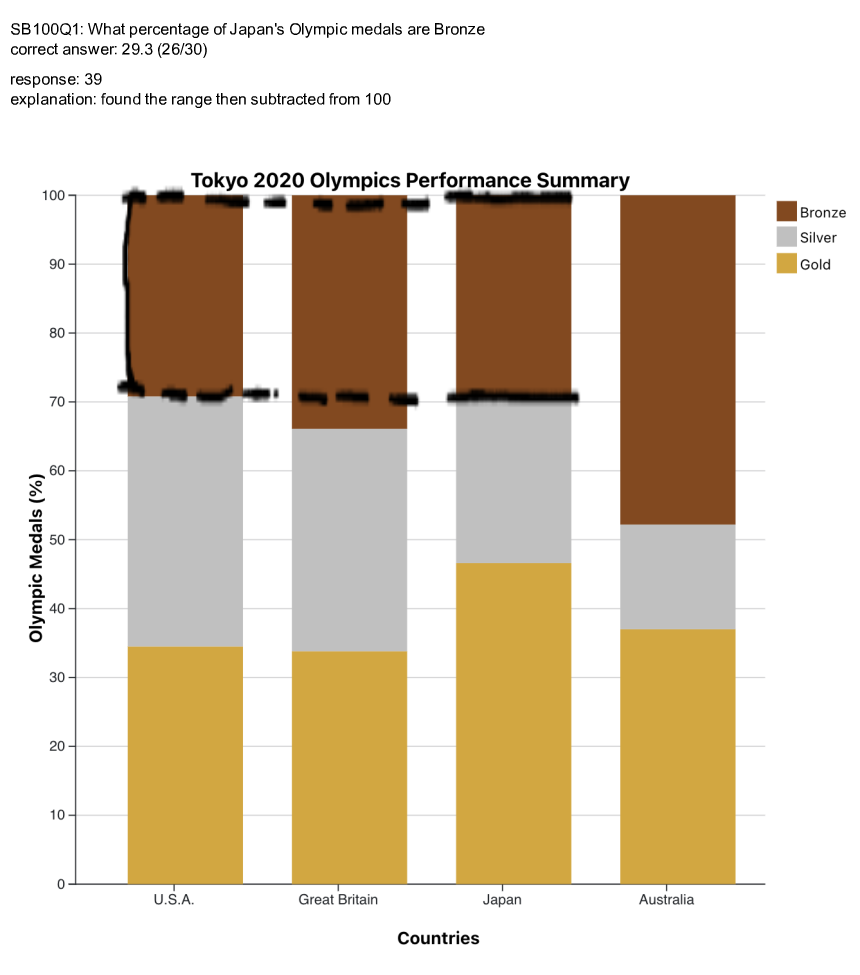 SB100Q1: What percentage of Japan's Olympic medals are Bronze
correct answer: 29.3 (26/30)
response: 39
explanation: found the range then subtracted from 100
Tokyo 2020 Olympics Performance Summary
Bronze
Silver
Gold
100
90
80
70
60
50
40
30
20
10
0
Olympic Medals (%)
U.S.A.
Great Britain
Japan
Australia
Countries